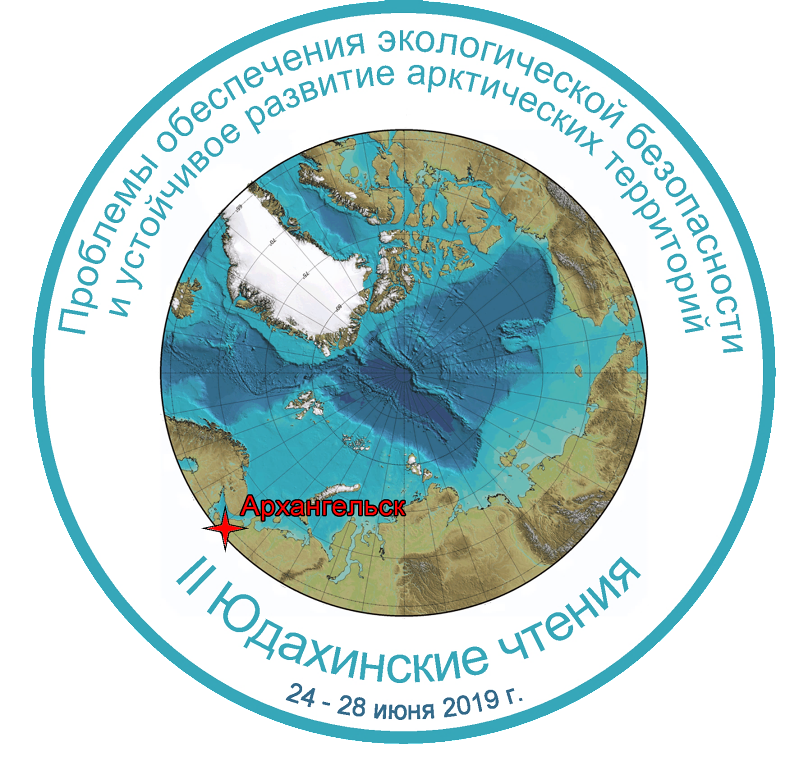 Проблемы обеспечения экологической безопасности
и устойчивое развитие арктических территорий
Архангельск
II Юдахинские чтения
24 - 28 июня 2019 г.